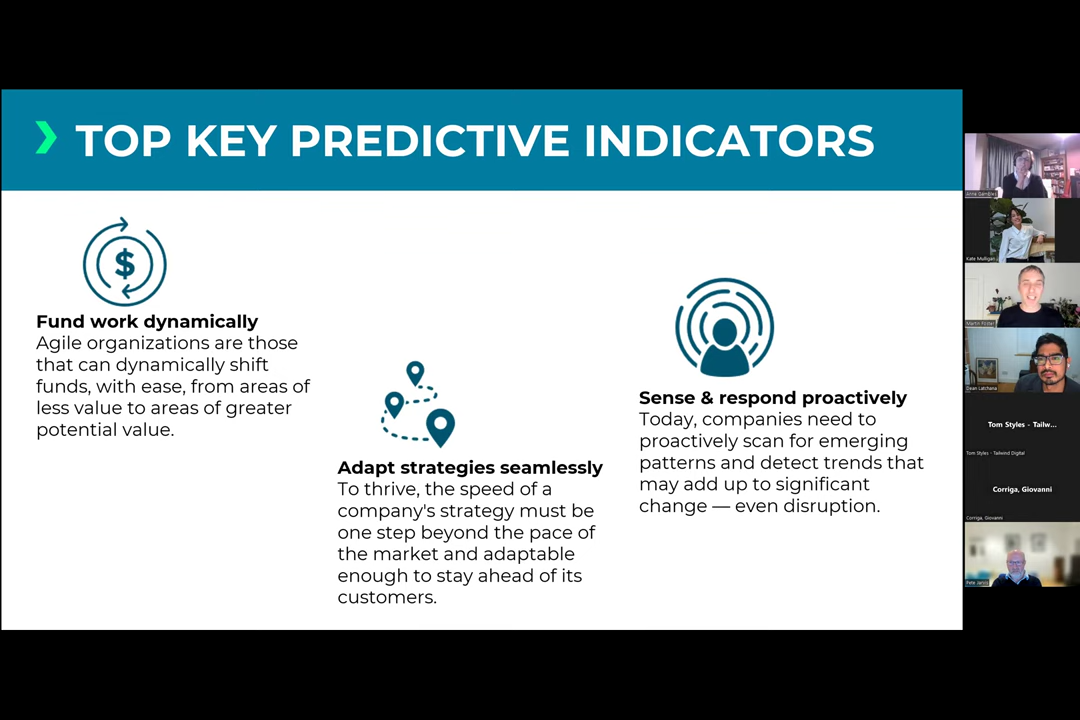 TOP KEY PREDICTIVE INDICATORS
$
Fund work dynamically
Agile organizations are those
that can dynamically shift
funds, with ease, from areas of
less value to areas of greater
potential value.
Adapt strategies seamlessly
To thrive, the speed of a
company's strategy must be
one step beyond the pace of
the market and adaptable
enough to stay ahead of its
customers.
Sense & respond proactively
Today, companies need to
proactively scan for emerging
patterns and detect trends that
may add up to significant
change — even disruption.
Kate Mulligan
Dean Latchana
Tom Styles - Tailw...
Tom Styles - Tailwind Digital
Corriga, Giovanni
Corriga, Giovanni